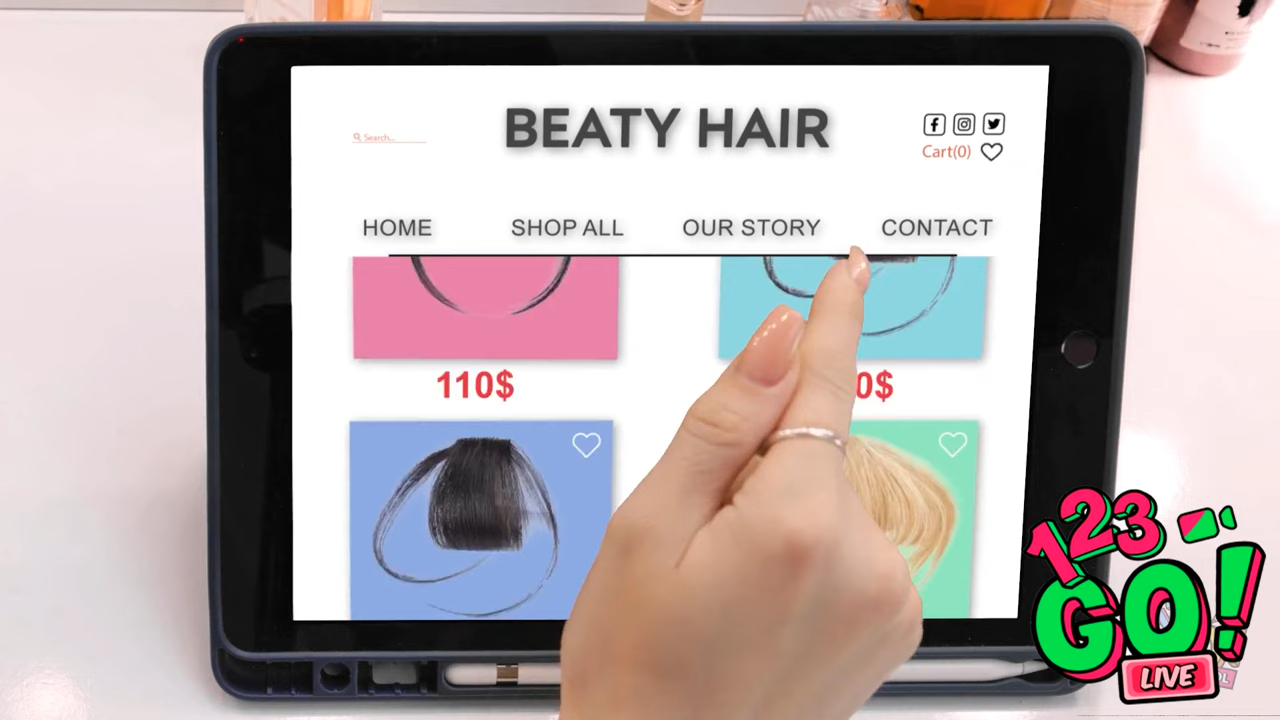 Search...
BEATY HAIR
Cart(0)
HOME SHOP ALL OUR STORY CONTACT
110$
0$
123
GO!
LIVE